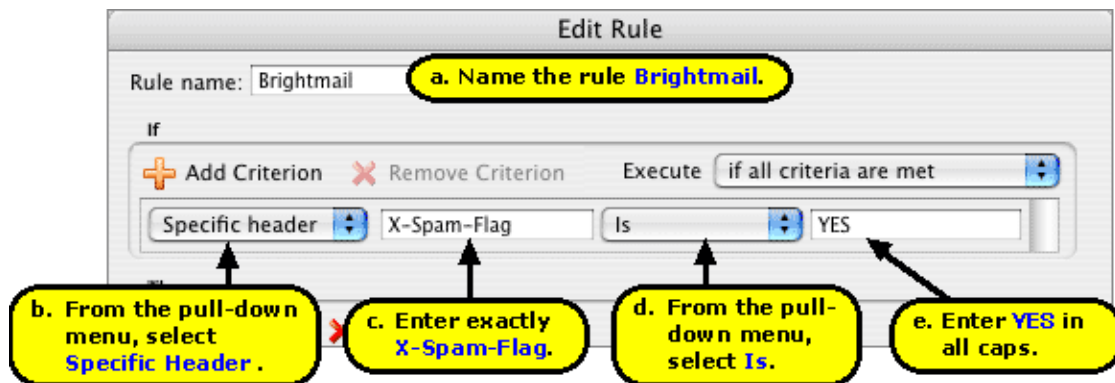 Edit Rule
Rule name: Brightmail
a. Name the rule Brightmail.
If
Add Criterion Remove Criterion Execute if all criteria are met
Specific header X-Spam-Flag Is YES
b. From the pull-down
menu, select
Specific Header .
c. Enter exactly
X-Spam-Flag.
d. From the pull-
down menu,
select Is.
e. Enter YES in
all caps.